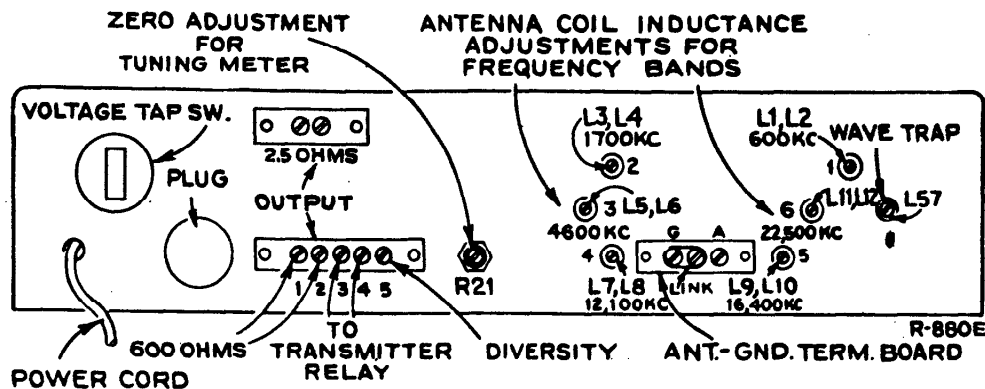 ZERO ADJUSTMENT
FOR
TUNING METER
ANTENNA COIL INDUCTANCE
ADJUSTMENTS FOR
FREQUENCY BANDS
VOLTAGE TAP SW.
2.5 OHMS
PLUG
OUTPUT
L3, L4
1700KC
2
L1, L2
600KC
1
WAVE TRAP
3 L5, L6
4600KC
6
L11, L12
22,500KC
L57
G A
4
5
LINK
L7, L8
12,100KC
L9, L10
16,400KC
R21
1 2 3 4 5
R-880E
POWER CORD
600 OHMS
TO
TRANSMITTER
RELAY
DIVERSITY
ANT.-GND. TERM. BOARD